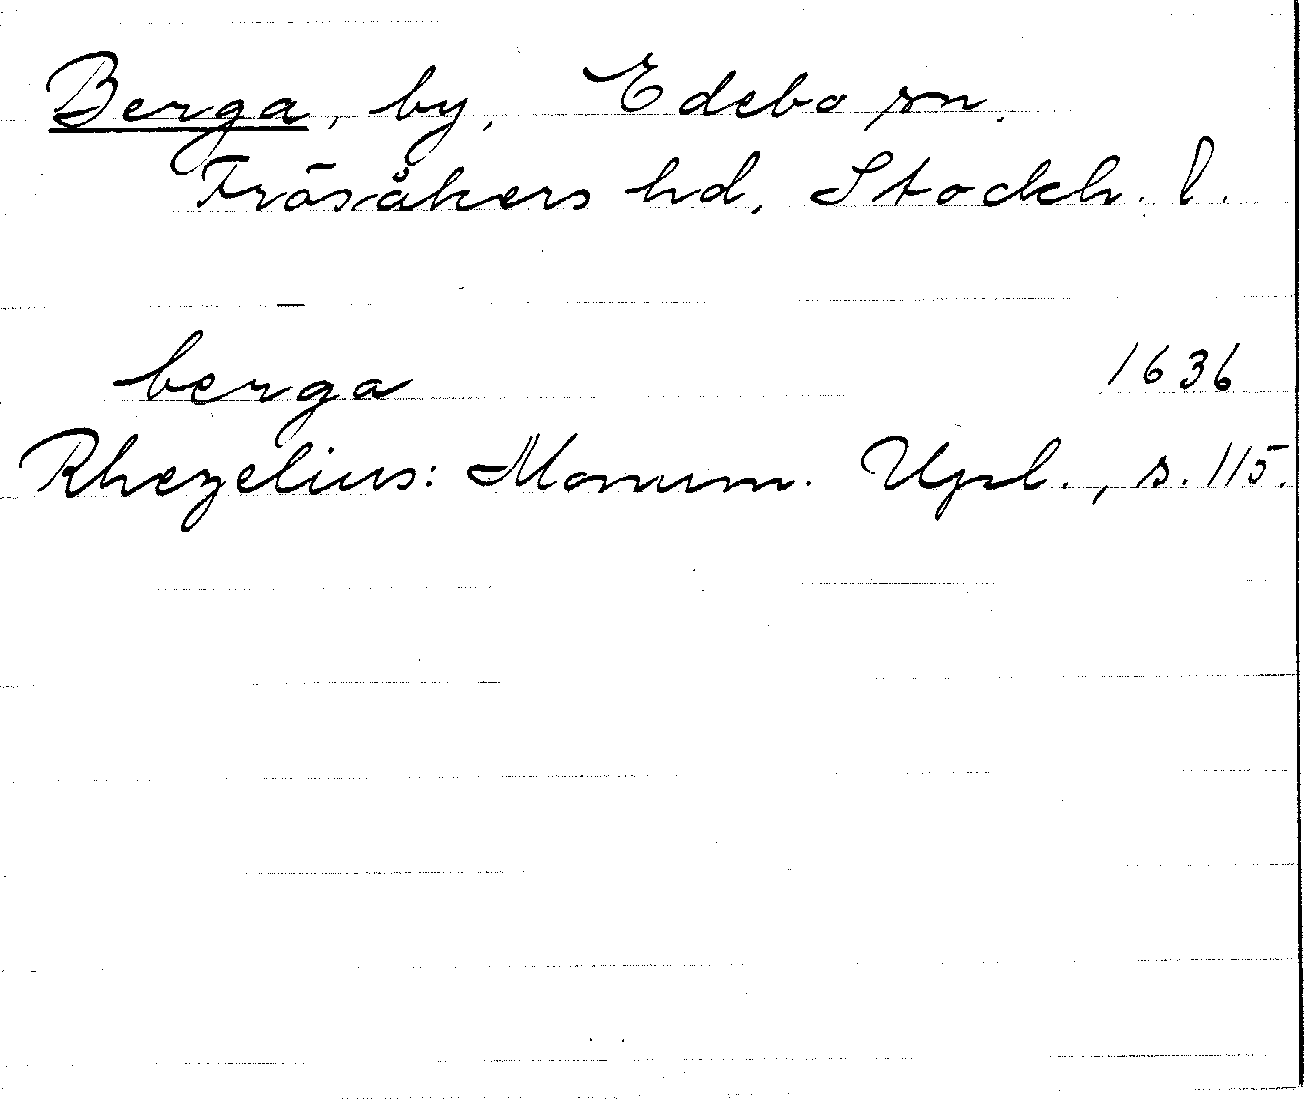 Berga, by, Edebo sn.
Frösåkers hd, Stockh. l.
berga 1636
Rhezelius: Monum. Upl., s. 115.